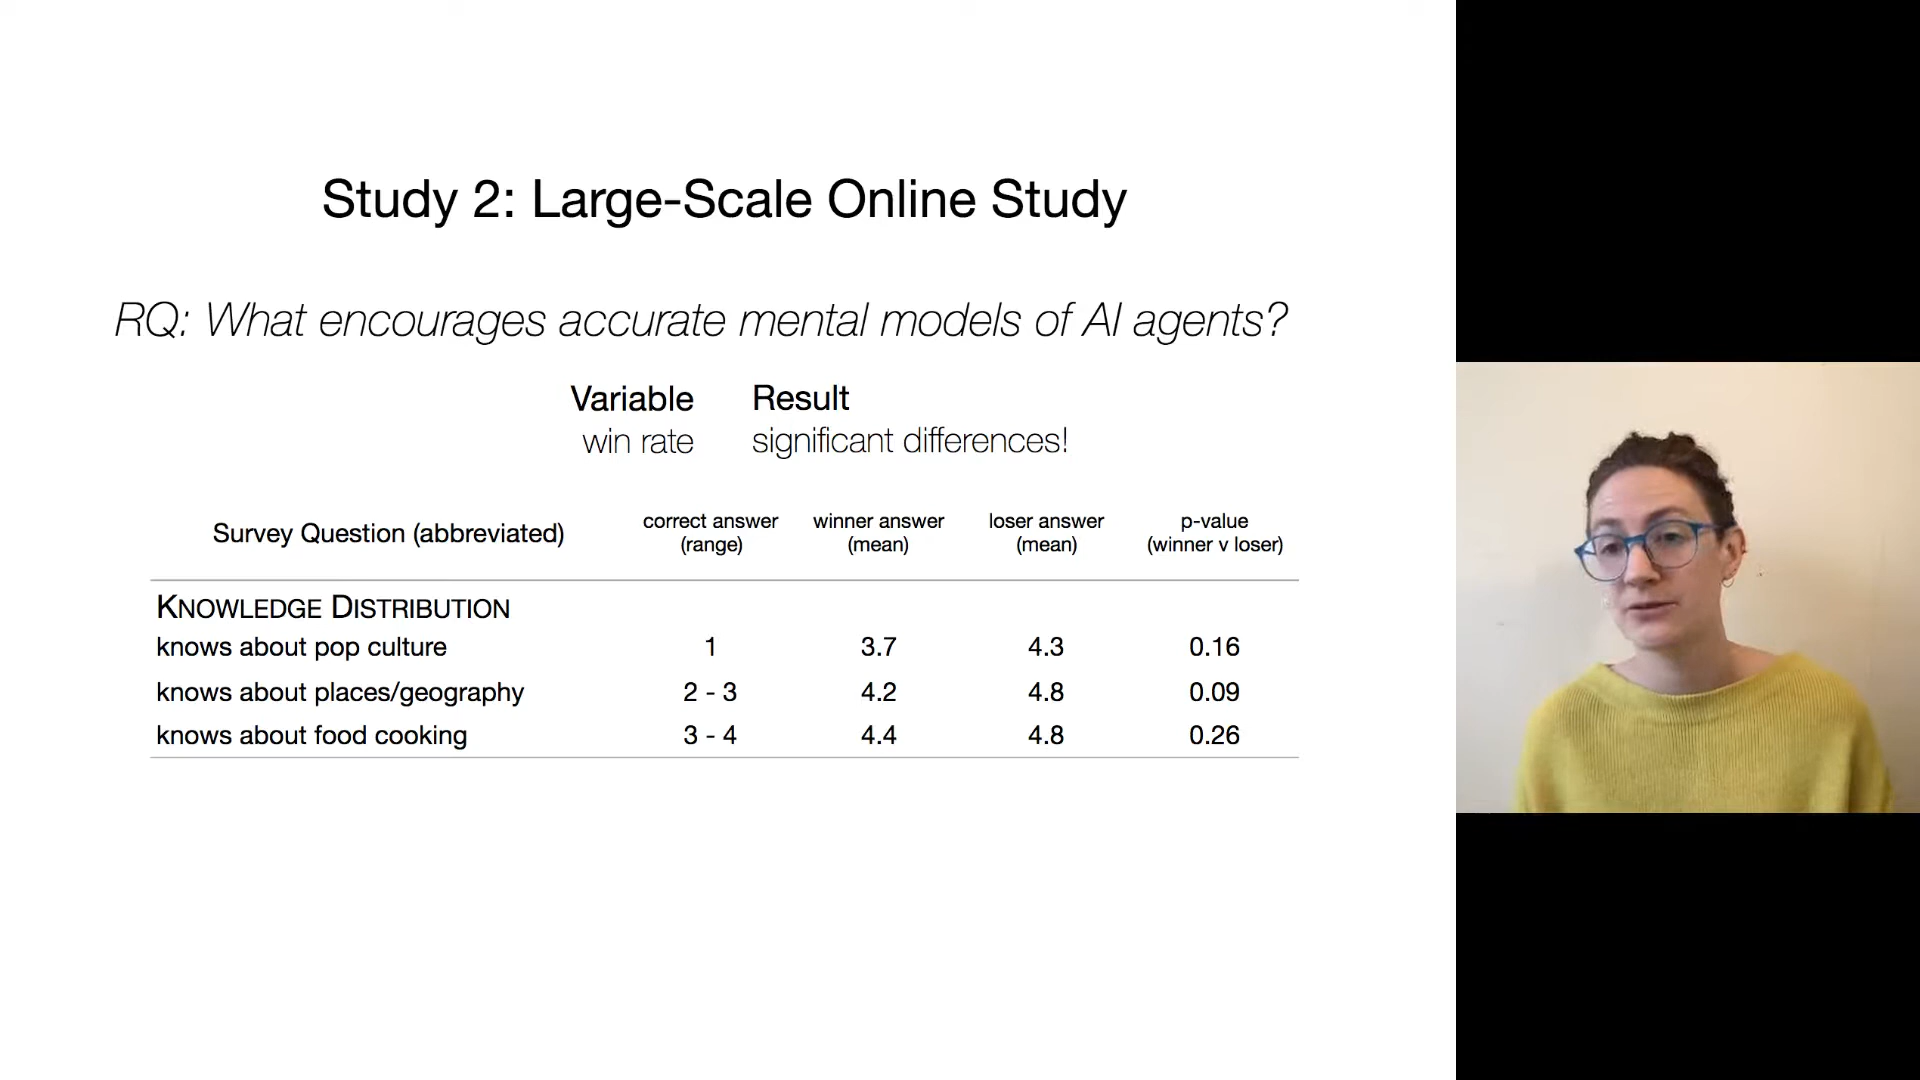 Study 2: Large-Scale Online Study
RQ: What encourages accurate mental models of AI agents?
Variable Result
win rate significant differences!
Survey Question (abbreviated) correct answer (range) winner answer (mean) loser answer (mean) p-value (winner v loser)
KNOWLEDGE DISTRIBUTION
knows about pop culture 1 3.7 4.3 0.16
knows about places/geography 2 - 3 4.2 4.8 0.09
knows about food cooking 3 - 4 4.4 4.8 0.26